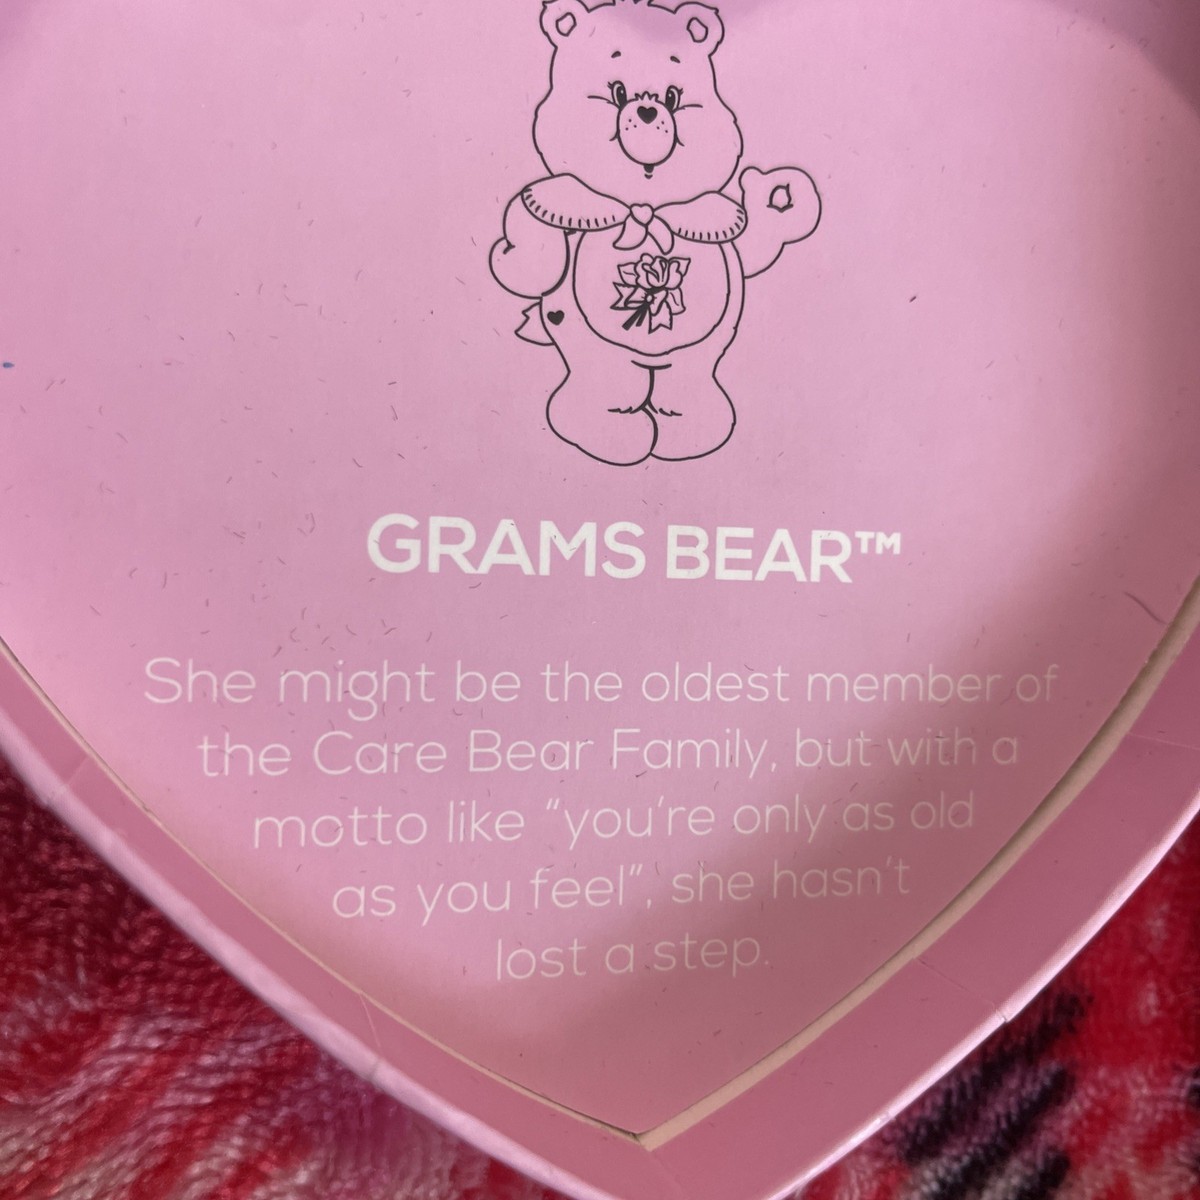 GRAMS BEAR™
She might be the oldest member of
the Care Bear Family, but with a
motto like “you’re only as old
as you feel”, she hasn’t
lost a step.